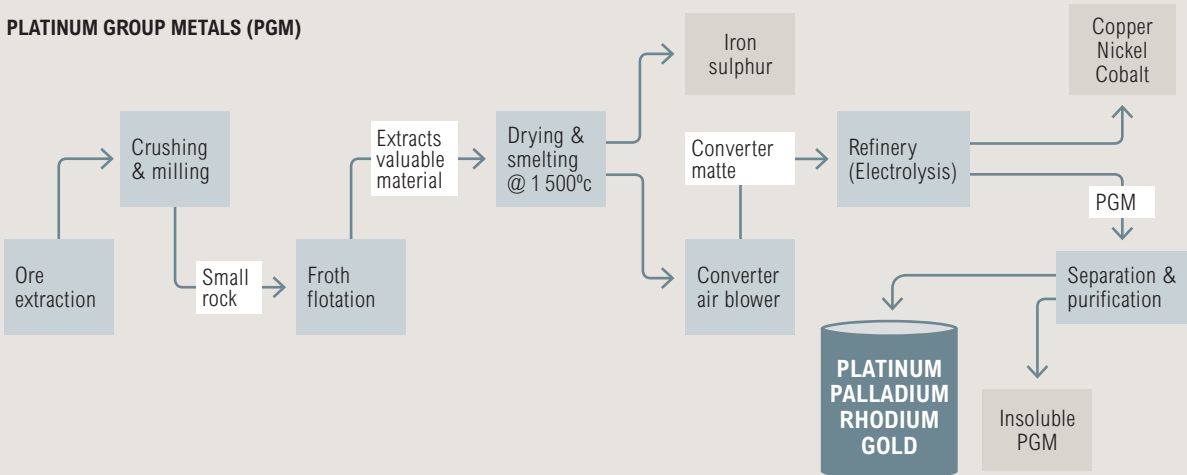 PLATINUM GROUP METALS (PGM)
Ore
extraction
Crushing
& milling
Small
rock
Froth
flotation
Extracts
valuable
material
Drying &
smelting
@ 1 500ºc
Iron
sulphur
Converter
air blower
Converter
matte
Refinery
(Electrolysis)
Copper
Nickel
Cobalt
PGM
Separation &
purification
PLATINUM
PALLADIUM
RHODIUM
GOLD
Insoluble
PGM